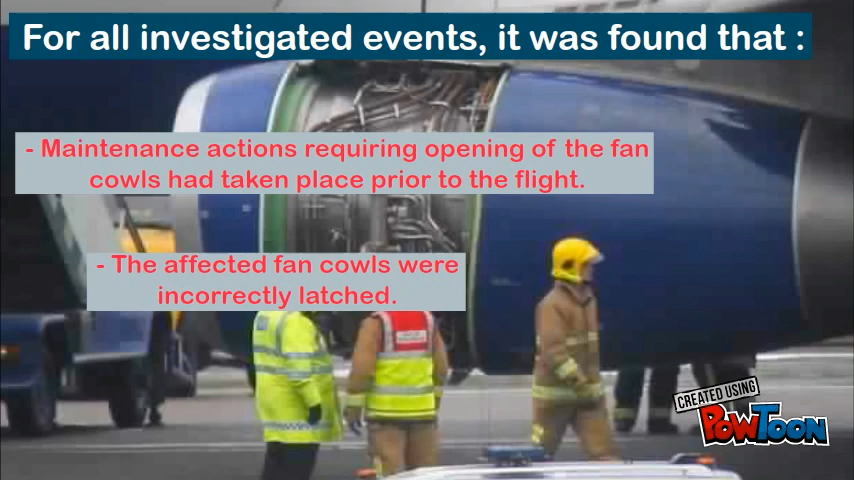 For all investigated events, it was found that :
- Maintenance actions requiring opening of the fan
cowls had taken place prior to the flight.
- The affected fan cowls were
incorrectly latched.
CREATED USING
POWTOON